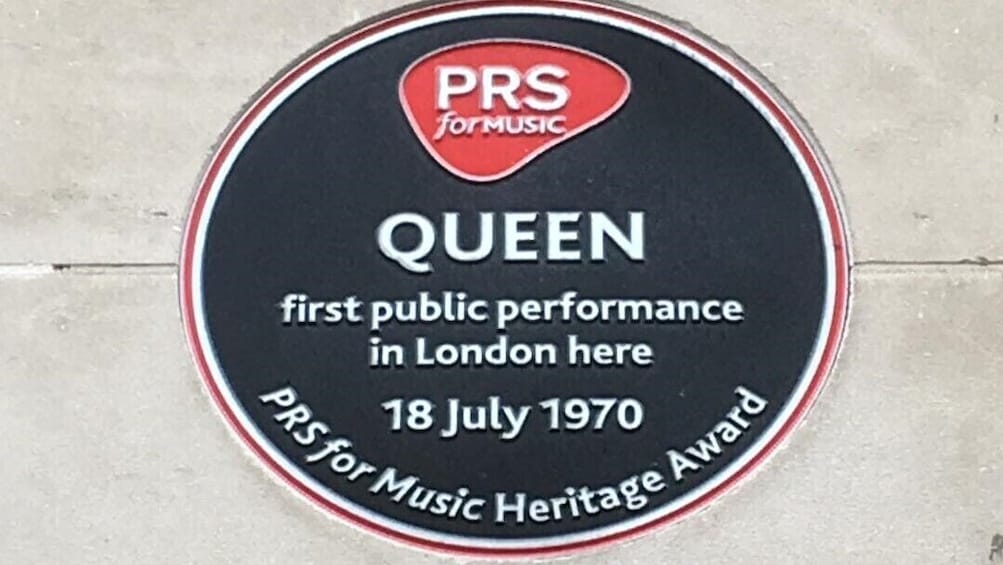 PRS
for MUSIC
QUEEN
first public performance
in London here
18 July 1970
PRS for Music Heritage Award